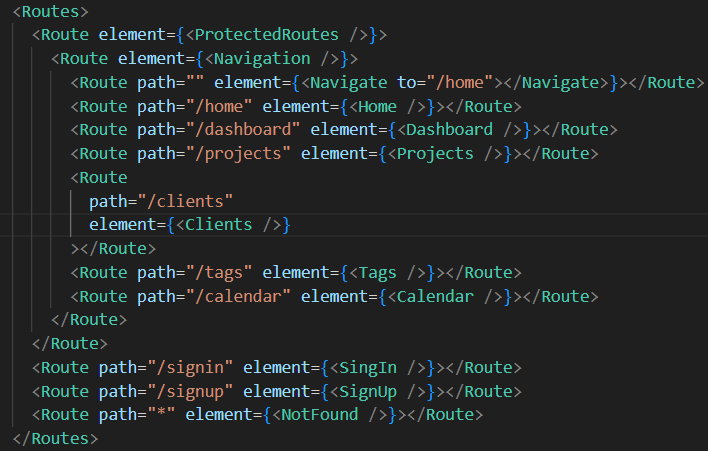 <Routes>
<Route element={<ProtectedRoutes />}>
<Route element={<Navigation />}>
<Route path="" element={<Navigate to="/home"></Navigate>}></Route>
<Route path="/home" element={<Home />}></Route>
<Route path="/dashboard" element={<Dashboard />}></Route>
<Route path="/projects" element={<Projects />}></Route>
<Route
path="/clients"
element={<Clients />}
></Route>
<Route path="/tags" element={<Tags />}></Route>
<Route path="/calendar" element={<Calendar />}></Route>
</Route>
</Route>
<Route path="/signin" element={<SingIn />}></Route>
<Route path="/signup" element={<SignUp />}></Route>
<Route path="*" element={<NotFound />}></Route>
</Routes>